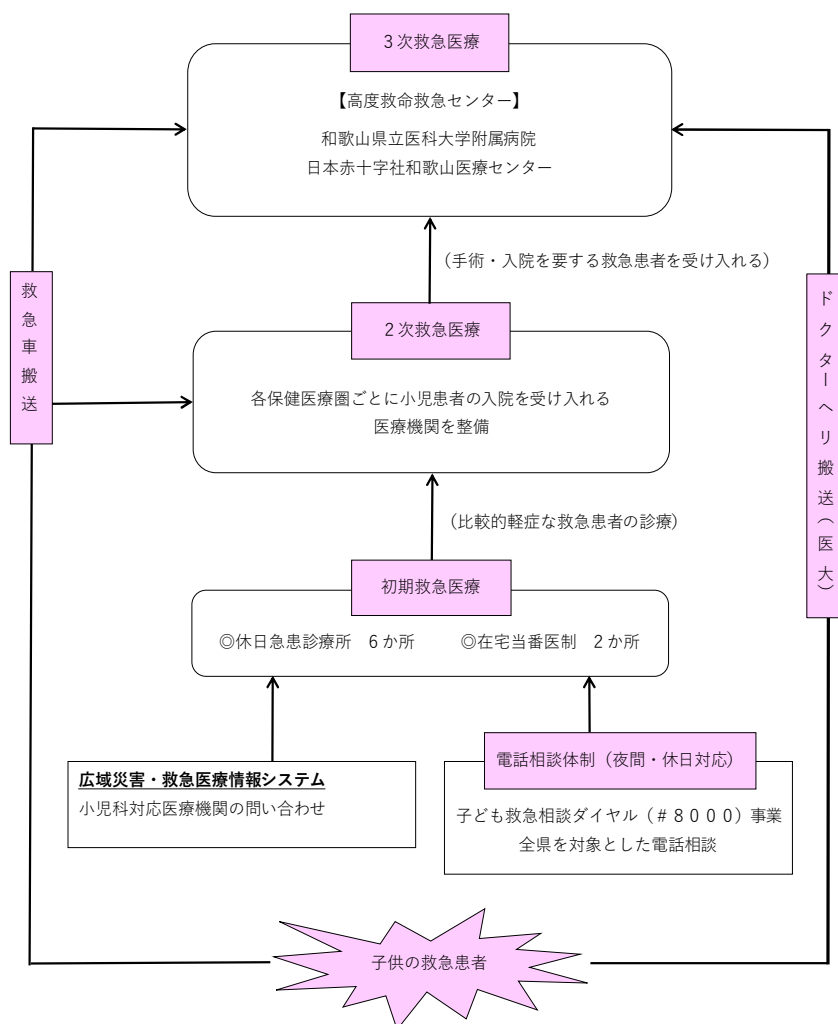 3次救急医療
【高度救命救急センター】
和歌山県立医科大学附属病院
日本赤十字社和歌山医療センター
(手術・入院を要する救急患者を受け入れる)
救急車搬送
ドクターヘリ搬送(医大)
2次救急医療
各保健医療圏ごとに小児患者の入院を受け入れる
医療機関を整備
(比較的軽症な救急患者の診療)
初期救急医療
◎休日急患診療所 6か所 ◎在宅当番医制 2か所
広域災害・救急医療情報システム
小児科対応医療機関の問い合わせ
電話相談体制(夜間・休日対応)
子ども救急相談ダイヤル(#8000)事業
全県を対象とした電話相談
子供の救急患者